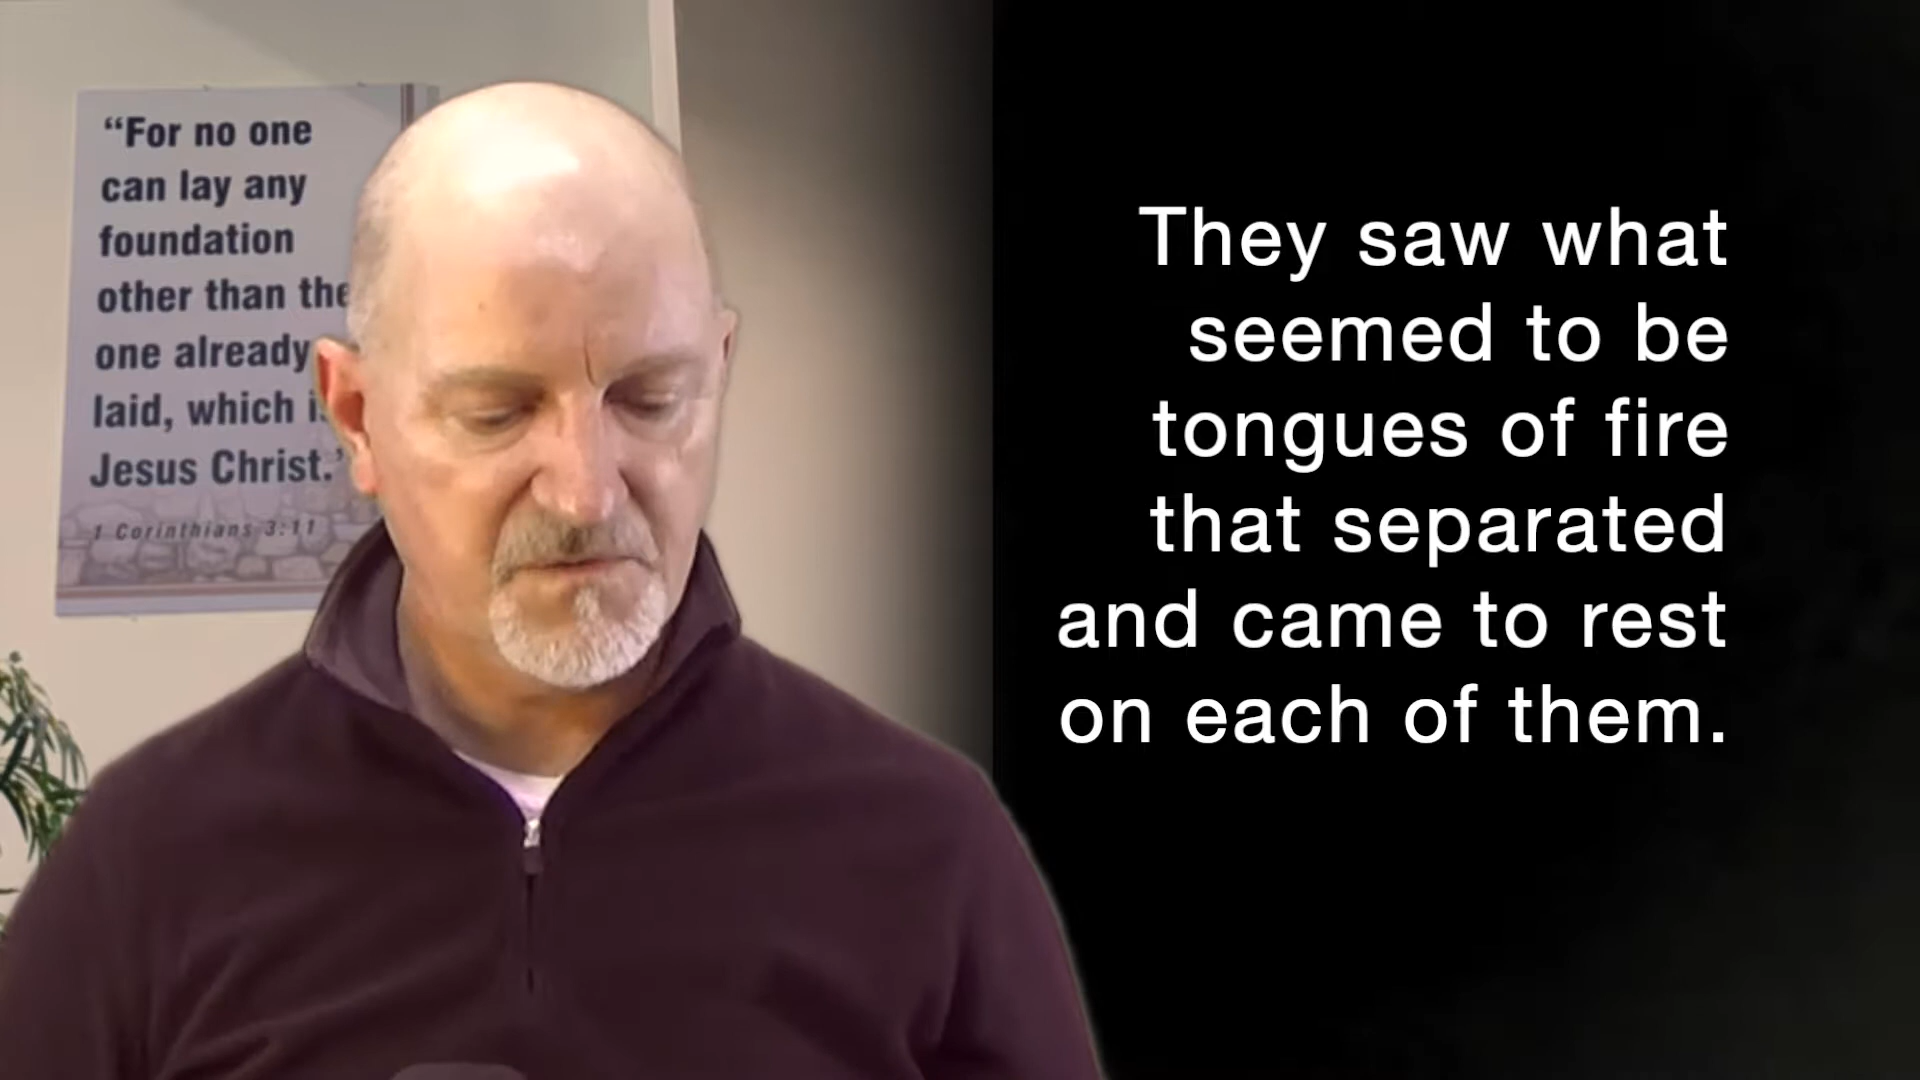 “For no one
can lay any
foundation
other than the
one already
laid, which
Jesus Christ.”
1 Corinthians 3:11
They saw what
seemed to be
tongues of fire
that separated
and came to rest
on each of them.